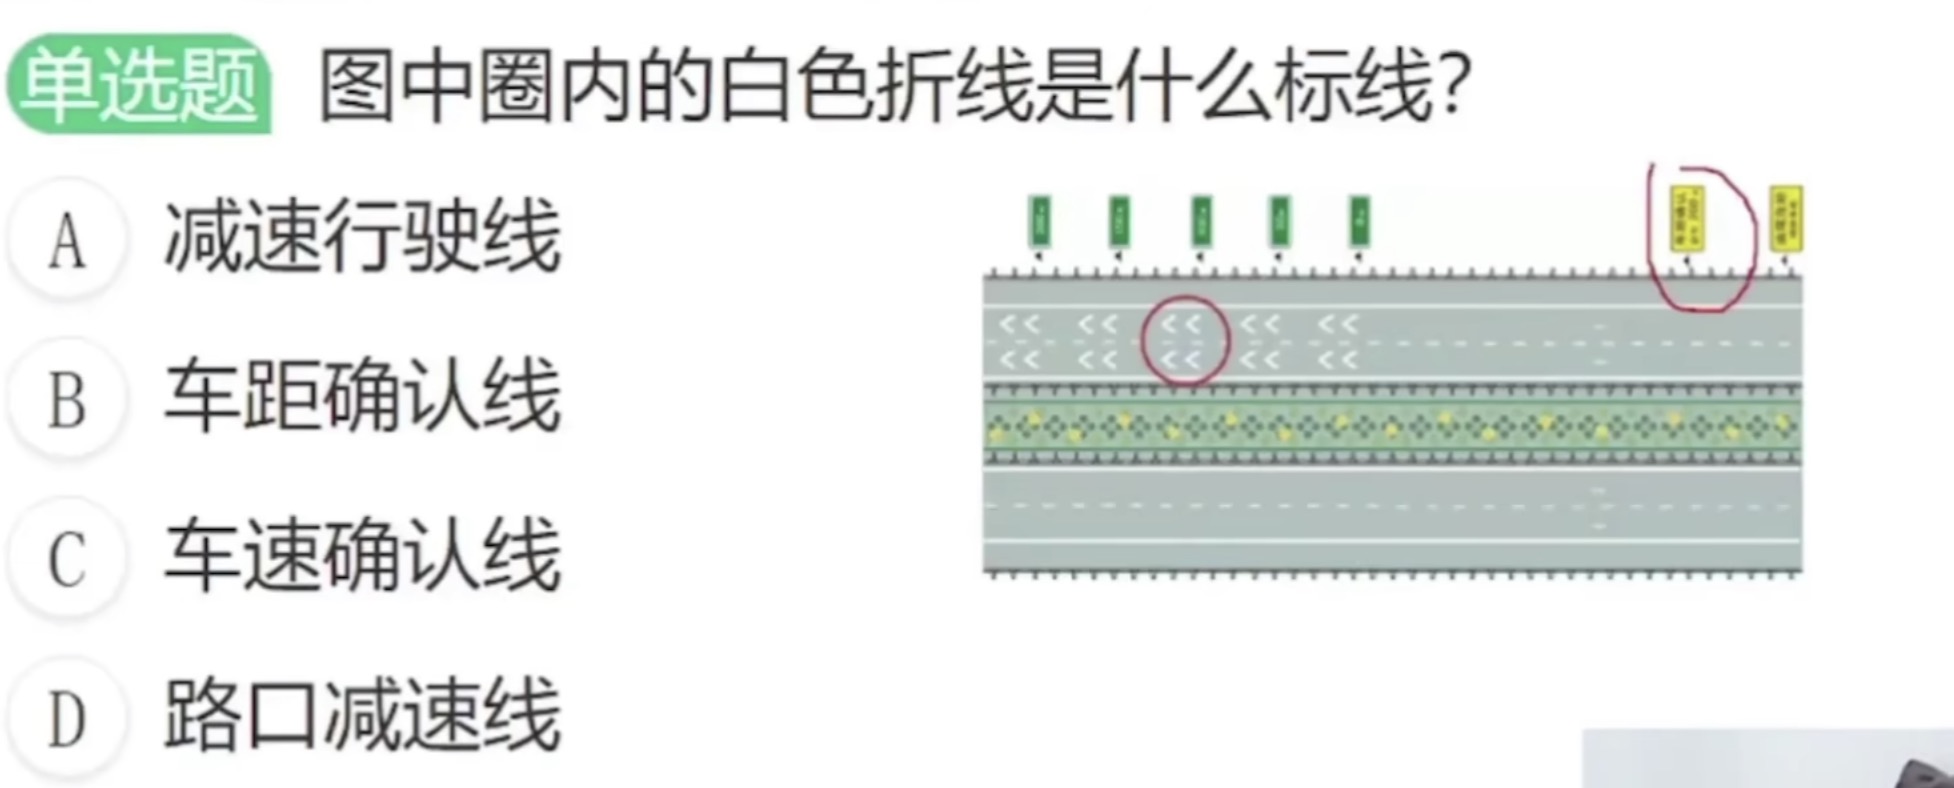 单选题 图中圈内的白色折线是什么标线?
A 减速行驶线
B 车距确认线
C 车速确认线
D 路口减速线